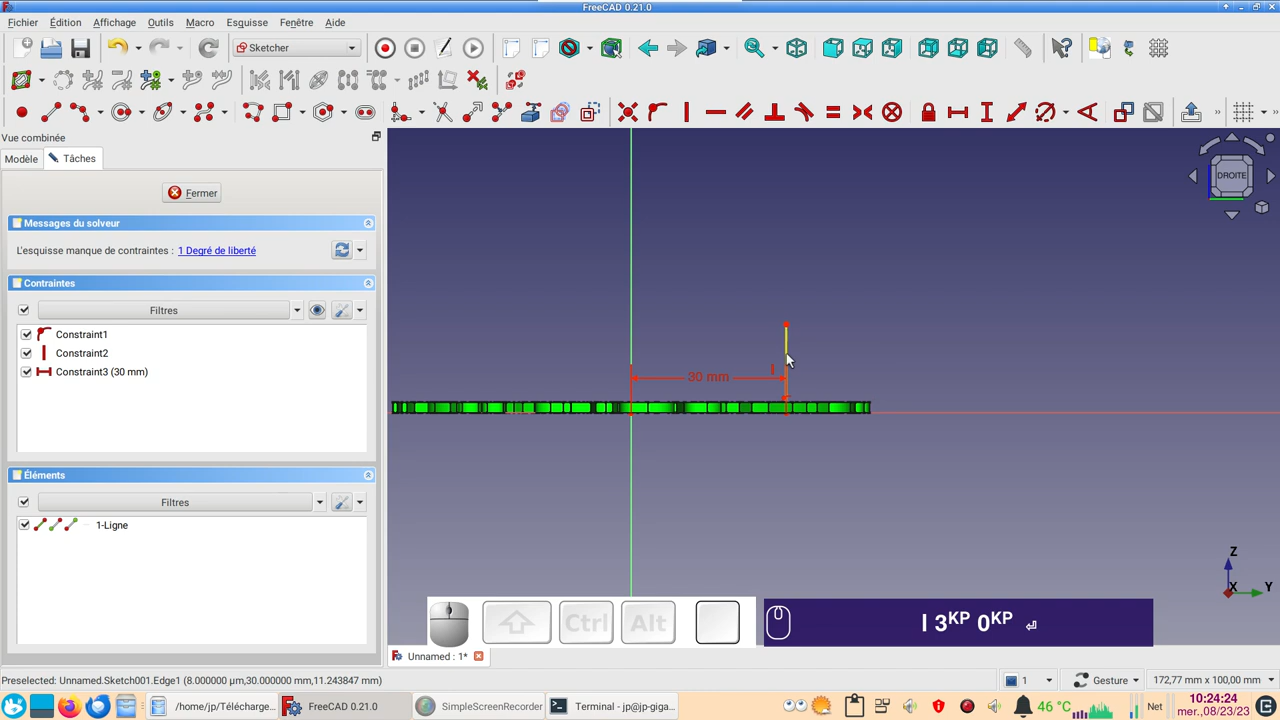 FreeCAD 0.21.0
Fichier Édition Affichage Outils Macro Esquisse Fenêtre Aide
Sketcher
Vue combinée
Modèle Tâches
Fermer
Messages du solveur
L'esquisse manque de contraintes : 1 Degré de liberté
Contraintes
Filtres
Constraint1
Constraint2
Constraint3 (30 mm)
Éléments
Filtres
1-Ligne
DROITE
30 mm
Z
X
Y
Ctrl Alt
l 3KP 0KP ⏎
Unnamed : 1*
Preselected: Unnamed.Sketch001.Edge1 (8.000000 µm,30.000000 mm,11.243847 mm)
1 Gesture 172,77 mm x 100,00 mm
/home/jp/Télécharge... FreeCAD 0.21.0 SimpleScreenRecorder Terminal - jp@jp-giga... 46 °C Net 10:24:24
mer.,08/23/23